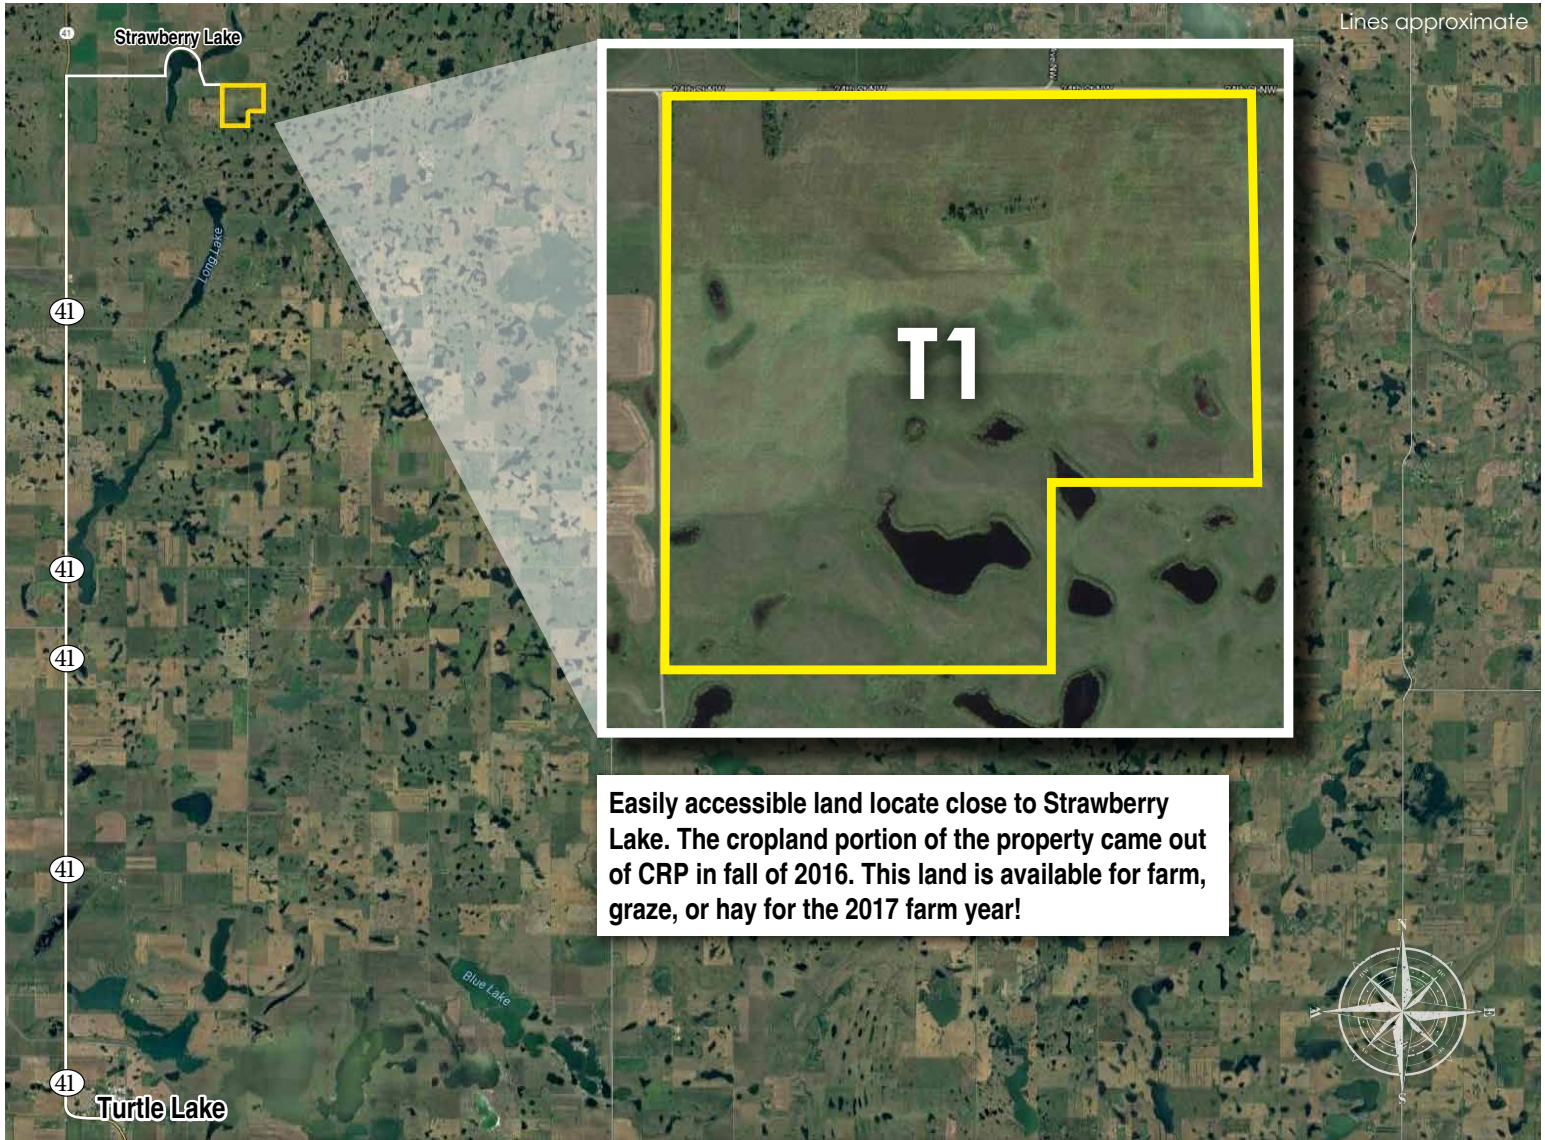 Lines approximate
41
Strawberry Lake
Long Lake
41
41
41
41
41
Blue Lake
Turtle Lake
T1
Easily accessible land locate close to Strawberry
Lake. The cropland portion of the property came out
of CRP in fall of 2016. This land is available for farm,
graze, or hay for the 2017 farm year!
N
W
E
S